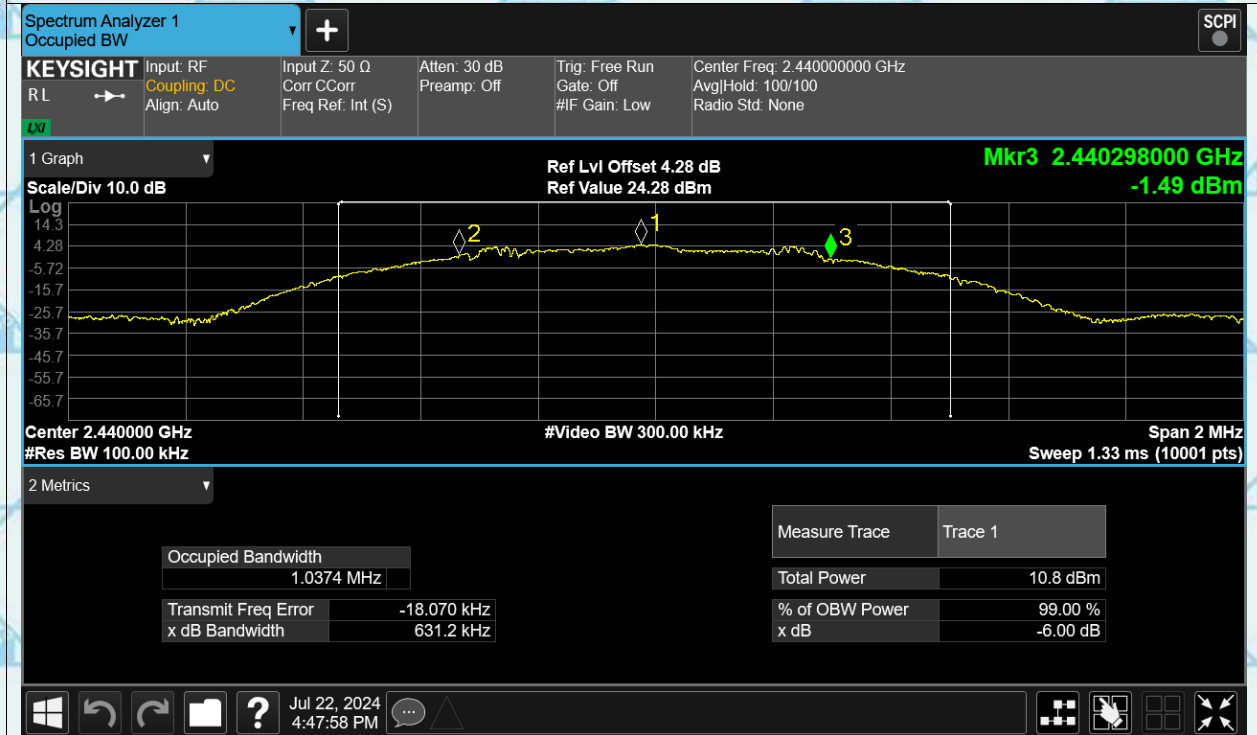 Spectrum Analyzer 1
Occupied BW
+
SCPI
KEYSIGHT
R L
LXI
Input: RF
Coupling: DC
Align: Auto
Input Z: 50 Ω
Corr CCorr
Freq Ref: Int (S)
Atten: 30 dB
Preamp: Off
Trig: Free Run
Gate: Off
#IF Gain: Low
Center Freq: 2.440000000 GHz
Avg|Hold: 100/100
Radio Std: None
1 Graph
Scale/Div 10.0 dB
Ref Lvl Offset 4.28 dB
Ref Value 24.28 dBm
Mkr3 2.440298000 GHz
-1.49 dBm
Log
14.3
4.28
-5.72
-15.7
-25.7
-35.7
-45.7
-55.7
-65.7
2
1
3
Center 2.440000 GHz
#Res BW 100.00 kHz
#Video BW 300.00 kHz
Span 2 MHz
Sweep 1.33 ms (10001 pts)
2 Metrics
Occupied Bandwidth
1.0374 MHz
Transmit Freq Error -18.070 kHz
x dB Bandwidth 631.2 kHz
Measure Trace Trace 1
Total Power 10.8 dBm
% of OBW Power 99.00 %
x dB -6.00 dB
?
Jul 22, 2024
4:47:58 PM